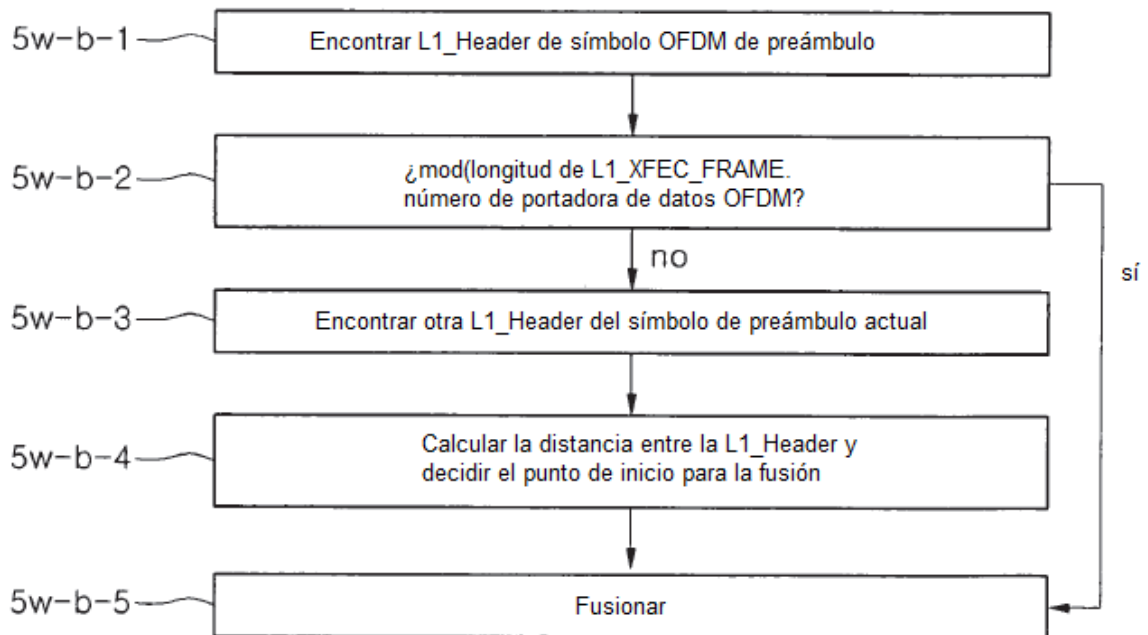 5w-b-1
Encontrar L1_Header de símbolo OFDM de preámbulo
5w-b-2
¿mod(longitud de L1_XFEC_FRAME.
número de portadora de datos OFDM?
no
sí
5w-b-3
Encontrar otra L1_Header del símbolo de preámbulo actual
5w-b-4
Calcular la distancia entre la L1_Header y
decidir el punto de inicio para la fusión
5w-b-5
Fusionar